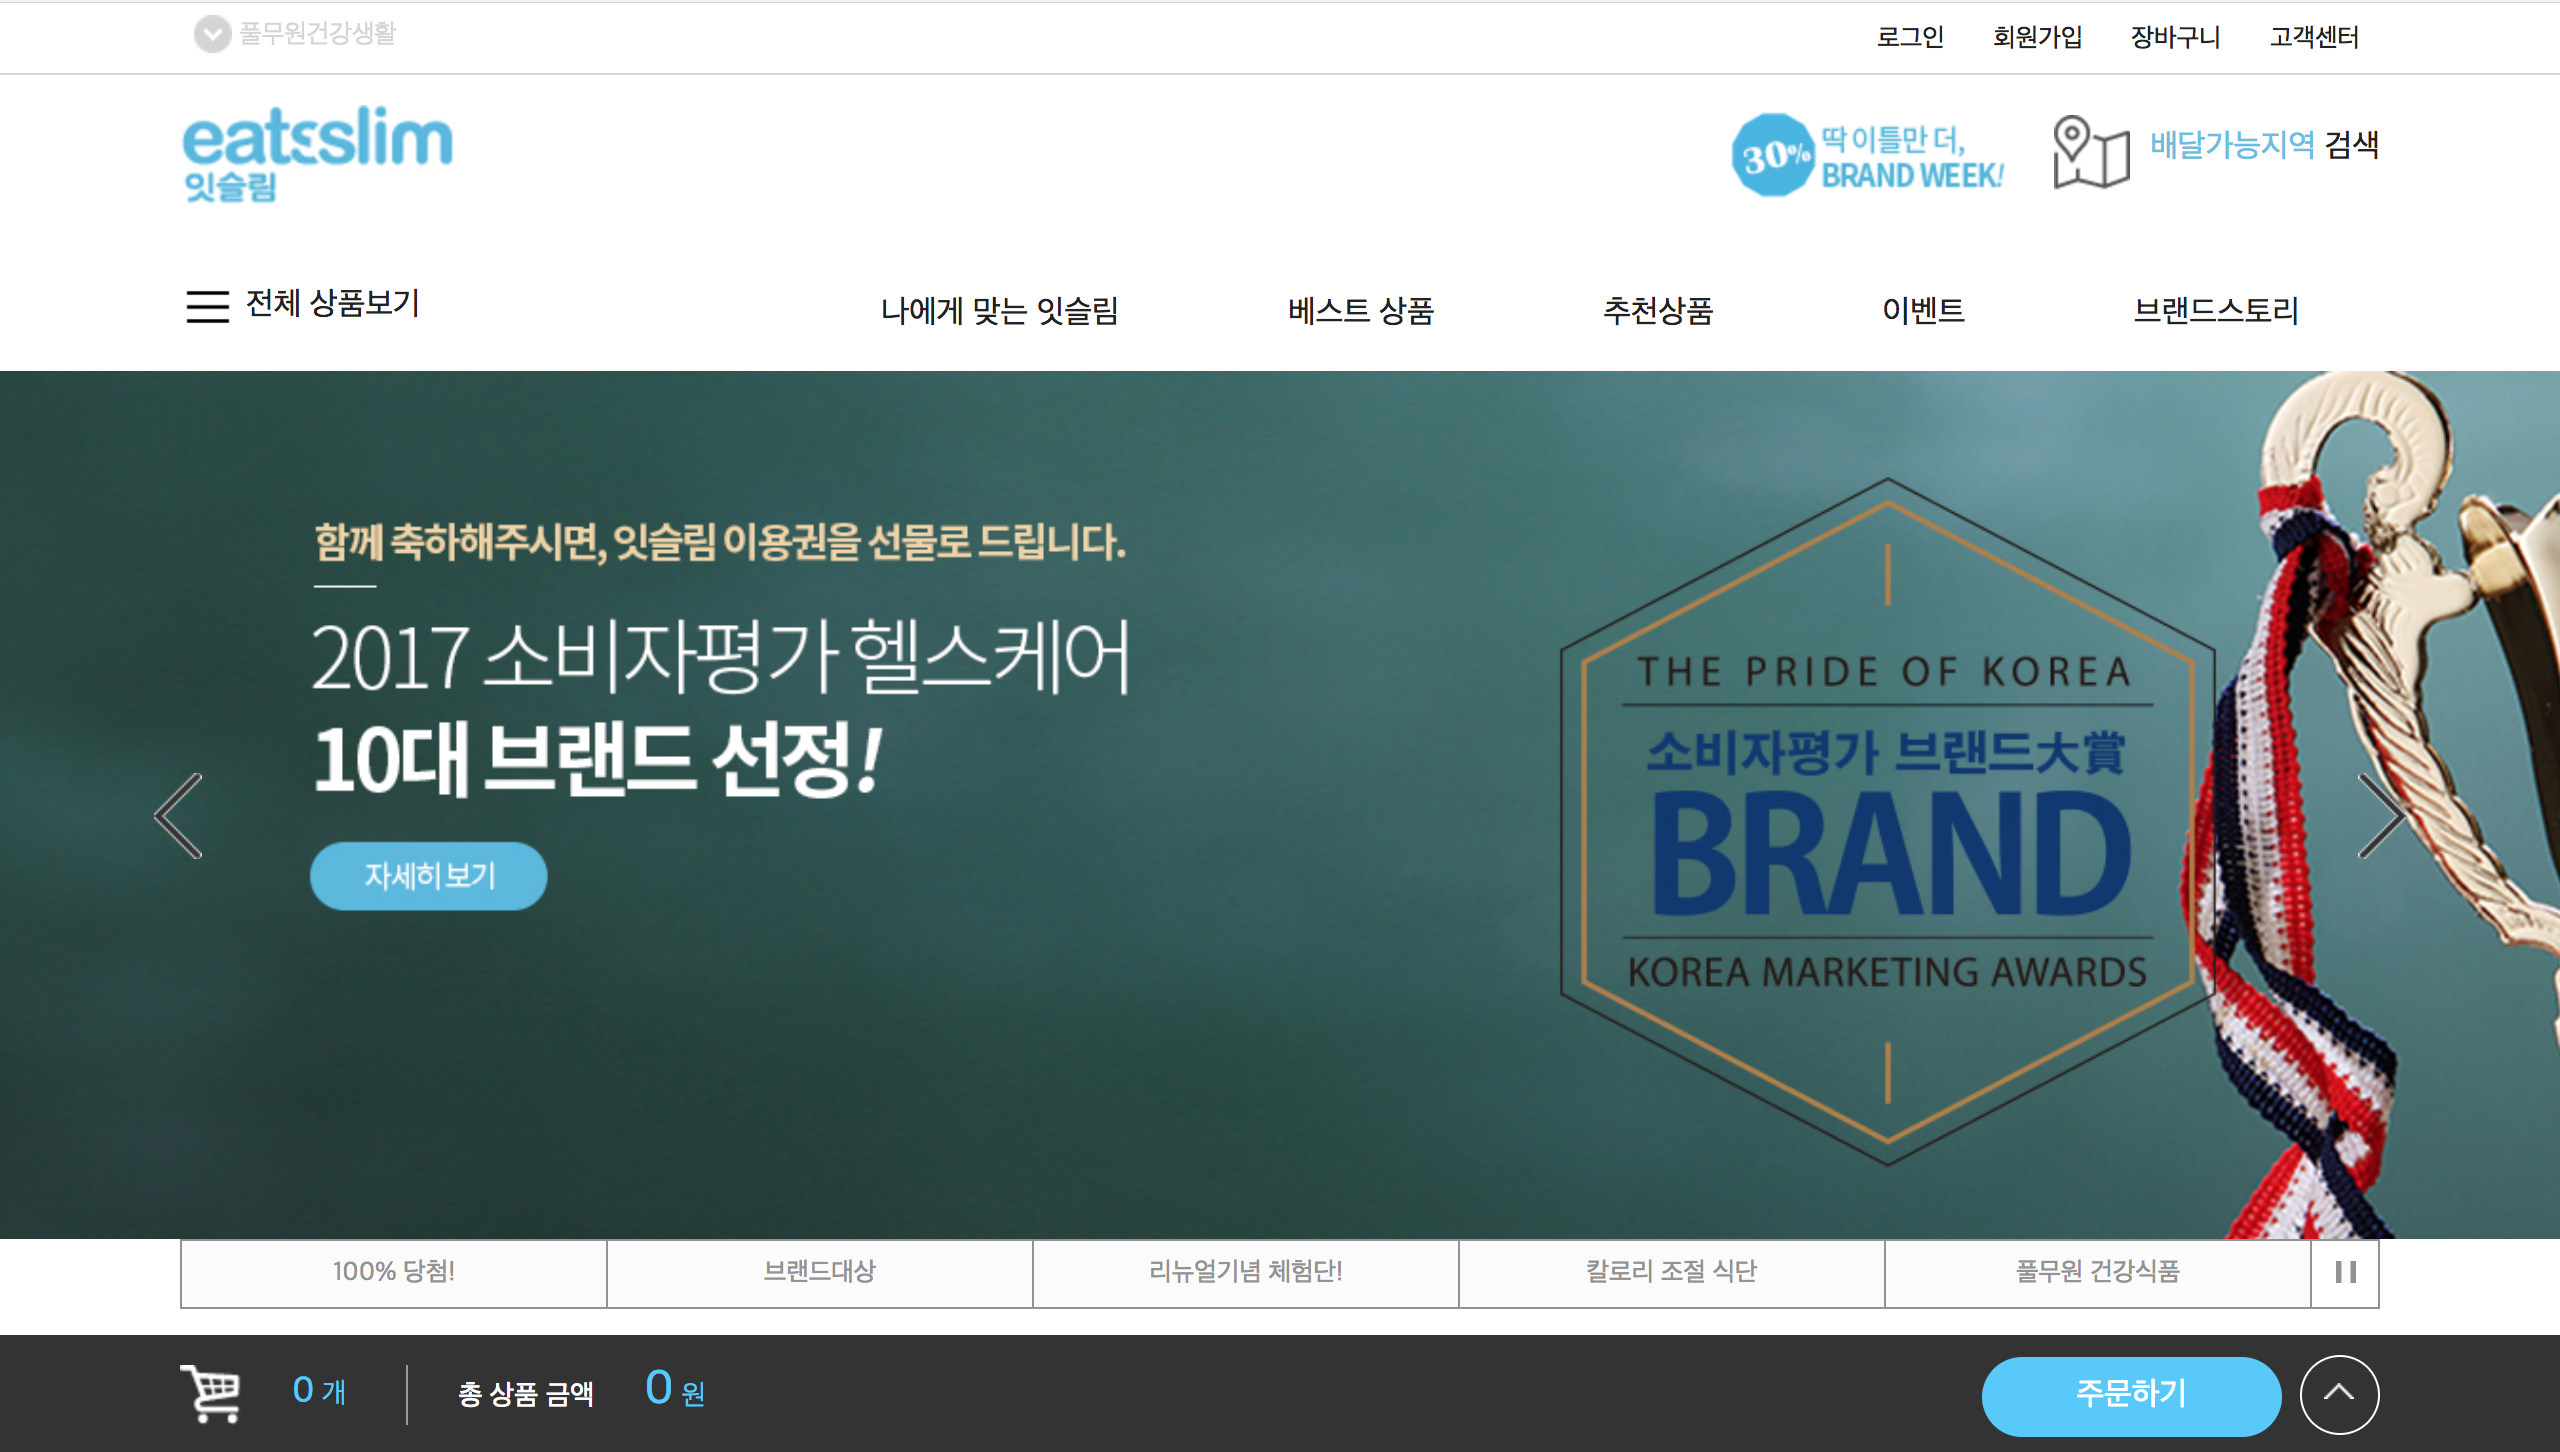 풀무원건강생활
로그인 회원가입 장바구니 고객센터
eatsslim
잇슬림
30% 딱 이틀만 더,
BRAND WEEK!
배달가능지역 검색
전체 상품보기
나에게 맞는 잇슬림 베스트 상품 추천상품 이벤트 브랜드스토리
함께 축하해주시면, 잇슬림 이용권을 선물로 드립니다.
2017 소비자평가 헬스케어
10대 브랜드 선정!
자세히 보기
THE PRIDE OF KOREA
소비자평가 브랜드大賞
BRAND
KOREA MARKETING AWARDS
100% 당첨! 브랜드대상 리뉴얼기념 체험단! 칼로리 조절 식단 풀무원 건강식품
0 개 총 상품 금액 0 원 주문하기